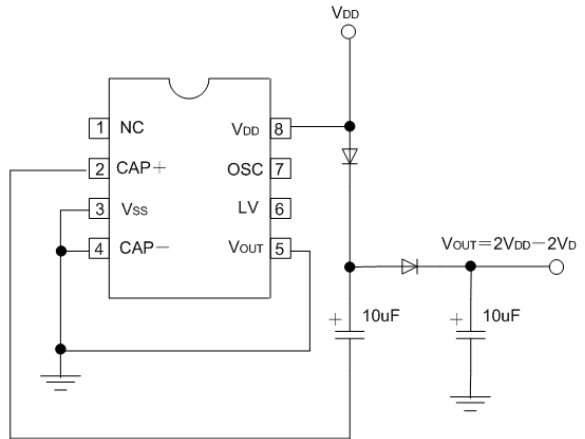 VDD
1 NC VDD 8
2 CAP+ OSC 7
3 VSS LV 6
4 CAP− VOUT 5
VOUT=2VDD−2VD
+ 10uF
+ 10uF